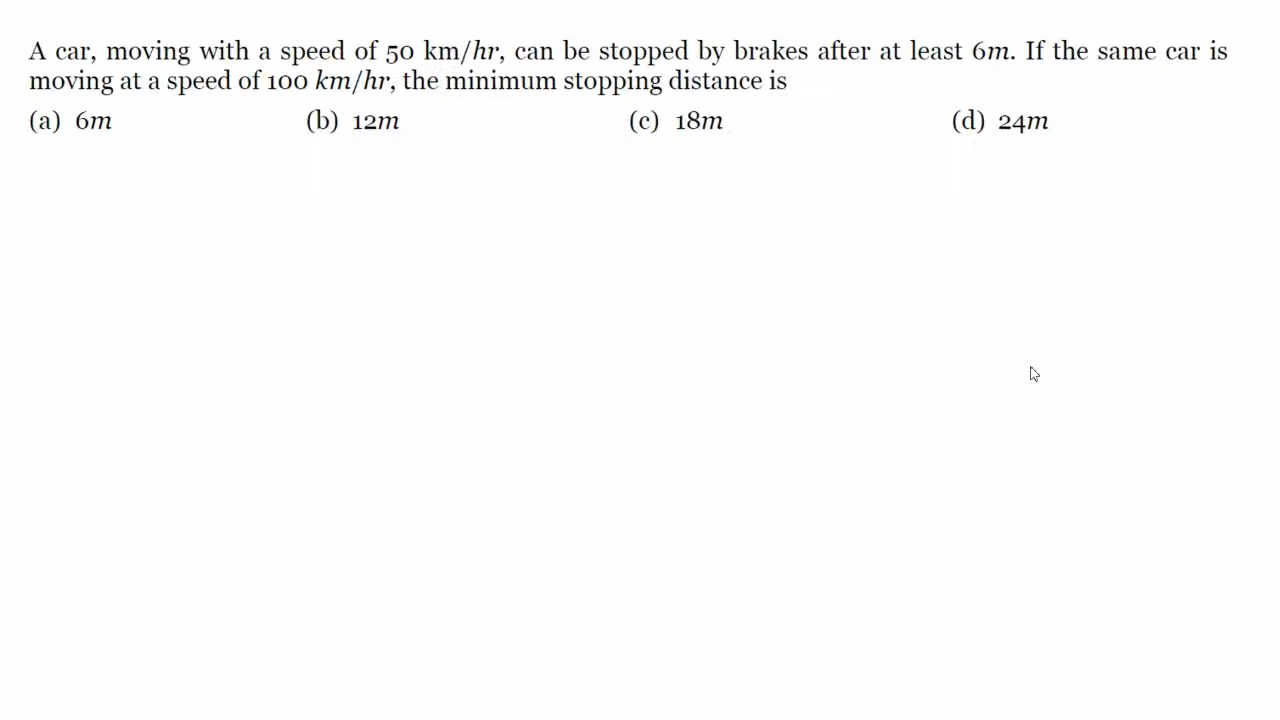 A car, moving with a speed of 50 km/hr, can be stopped by brakes after at least 6m. If the same car is
moving at a speed of 100 km/hr, the minimum stopping distance is
(a) 6m (b) 12m (c) 18m (d) 24m